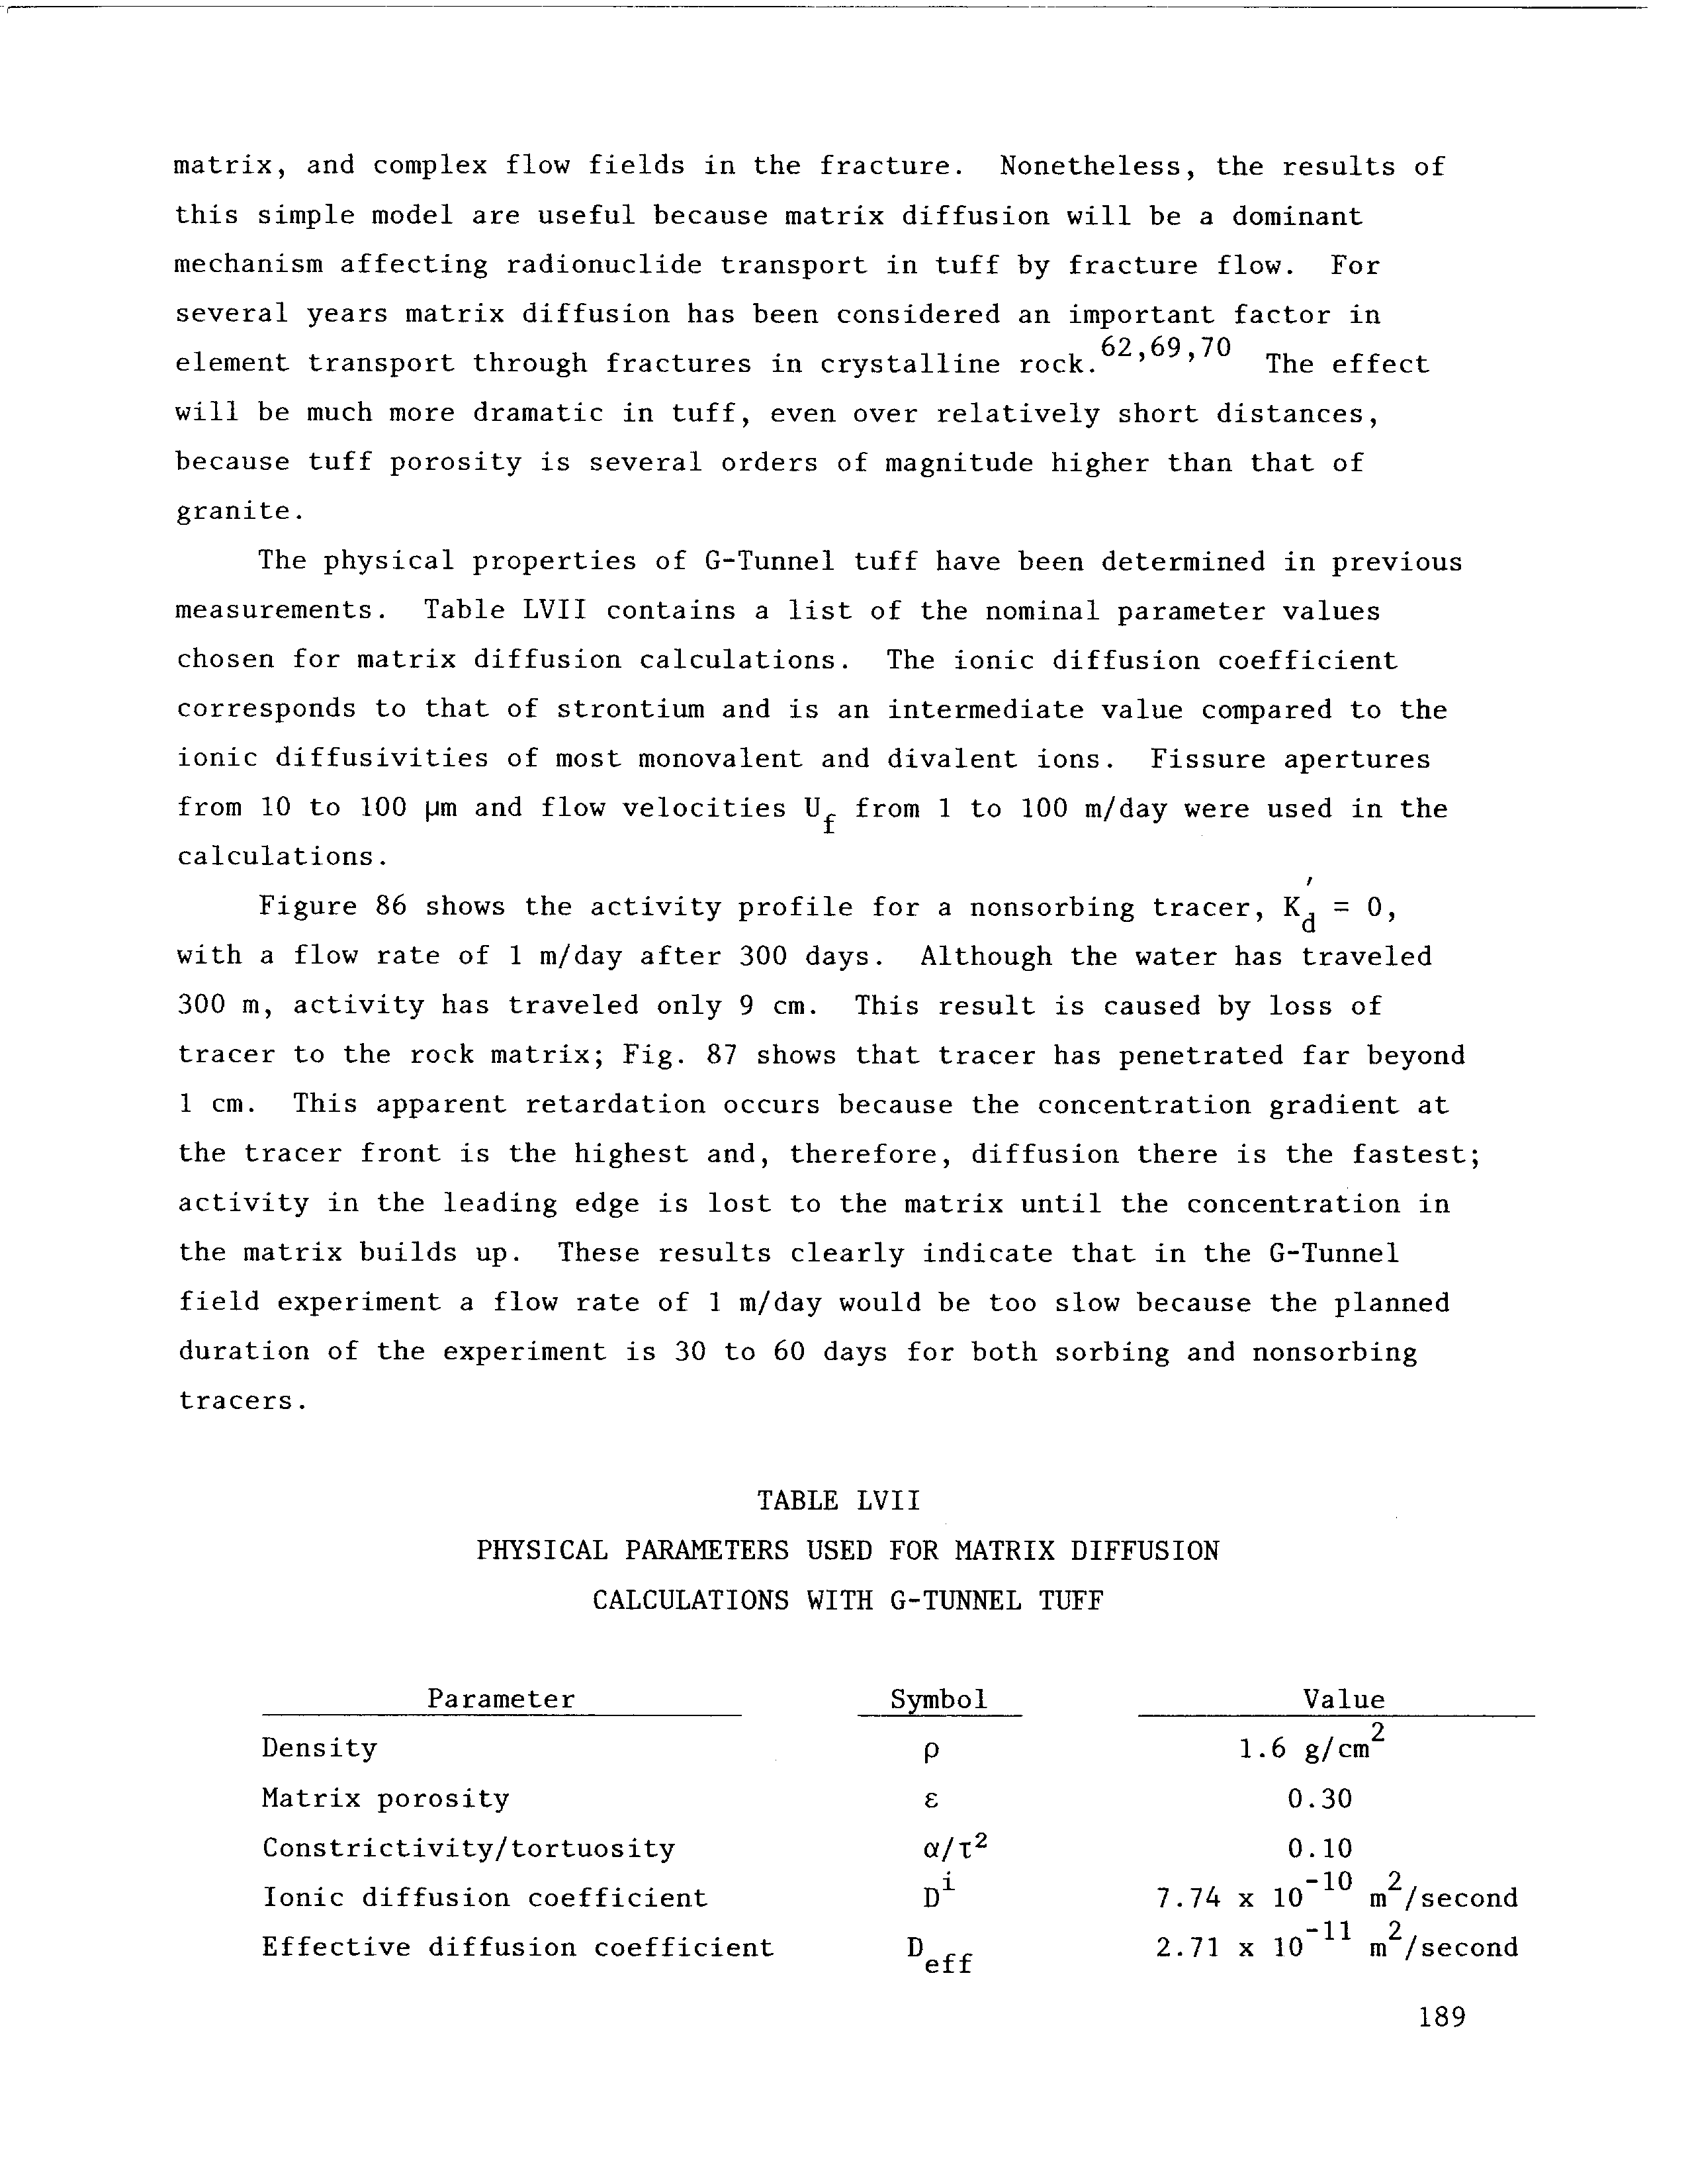 matrix, and complex flow fields in the fracture. Nonetheless, the results of
this simple model are useful because matrix diffusion will be a dominant
mechanism affecting radionuclide transport in tuff by fracture flow. For
several years matrix diffusion has been considered an important factor in
element transport through fractures in crystalline rock.62,69,70 The effect
will be much more dramatic in tuff, even over relatively short distances,
because tuff porosity is several orders of magnitude higher than that of
granite.
The physical properties of G-Tunnel tuff have been determined in previous
measurements. Table LVII contains a list of the nominal parameter values
chosen for matrix diffusion calculations. The ionic diffusion coefficient
corresponds to that of strontium and is an intermediate value compared to the
ionic diffusivities of most monovalent and divalent ions. Fissure apertures
from 10 to 100 µm and flow velocities Uf from 1 to 100 m/day were used in the
calculations.
Figure 86 shows the activity profile for a nonsorbing tracer, K'd = 0,
with a flow rate of 1 m/day after 300 days. Although the water has traveled
300 m, activity has traveled only 9 cm. This result is caused by loss of
tracer to the rock matrix; Fig. 87 shows that tracer has penetrated far beyond
1 cm. This apparent retardation occurs because the concentration gradient at
the tracer front is the highest and, therefore, diffusion there is the fastest;
activity in the leading edge is lost to the matrix until the concentration in
the matrix builds up. These results clearly indicate that in the G-Tunnel
field experiment a flow rate of 1 m/day would be too slow because the planned
duration of the experiment is 30 to 60 days for both sorbing and nonsorbing
tracers.
TABLE LVII
PHYSICAL PARAMETERS USED FOR MATRIX DIFFUSION
CALCULATIONS WITH G-TUNNEL TUFF
Parameter Symbol Value
Density ρ 1.6 g/cm²
Matrix porosity ε 0.30
Constrictivity/tortuosity α/τ² 0.10
Ionic diffusion coefficient Dⁱ 7.74 x 10⁻¹⁰ m²/second
Effective diffusion coefficient Deff 2.71 x 10⁻¹¹ m²/second
189